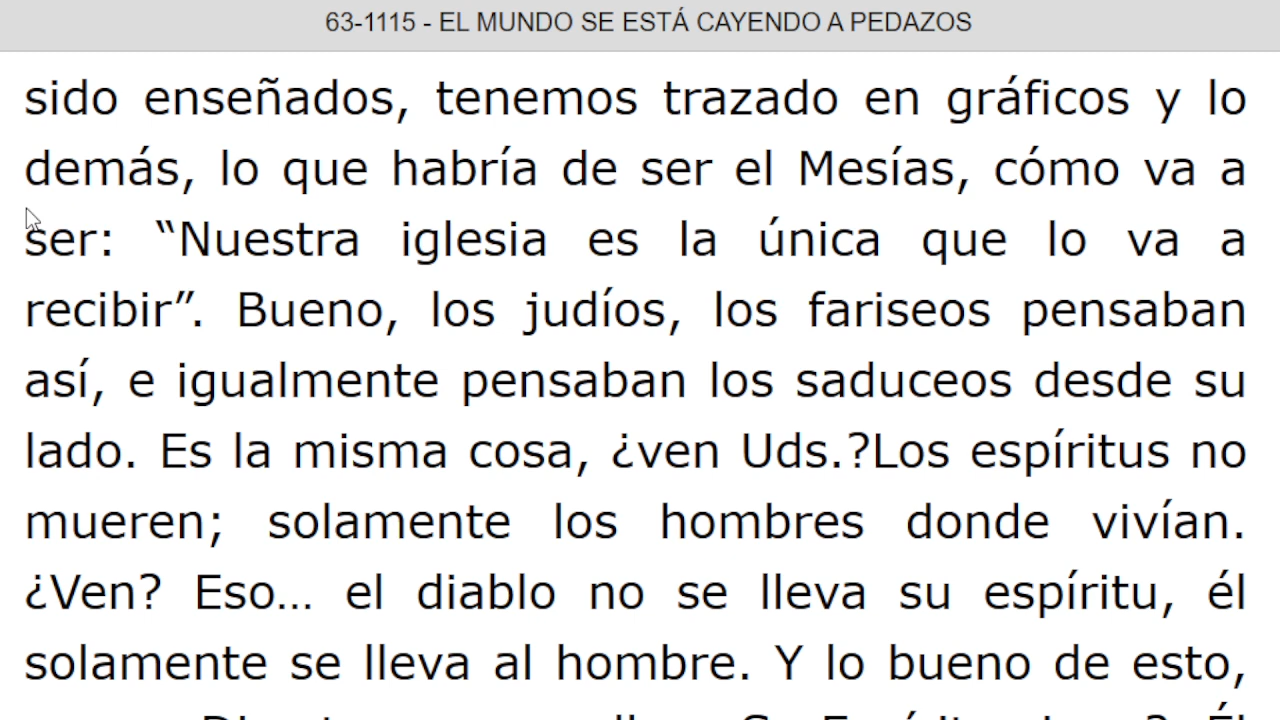 63-1115 - EL MUNDO SE ESTÁ CAYENDO A PEDAZOS
sido enseñados, tenemos trazado en gráficos y lo
demás, lo que habría de ser el Mesías, cómo va a
ser: “Nuestra iglesia es la única que lo va a
recibir”. Bueno, los judíos, los fariseos pensaban
así, e igualmente pensaban los saduceos desde su
lado. Es la misma cosa, ¿ven Uds.?Los espíritus no
mueren; solamente los hombres donde vivían.
¿Ven? Eso... el diablo no se lleva su espíritu, él
solamente se lleva al hombre. Y lo bueno de esto,